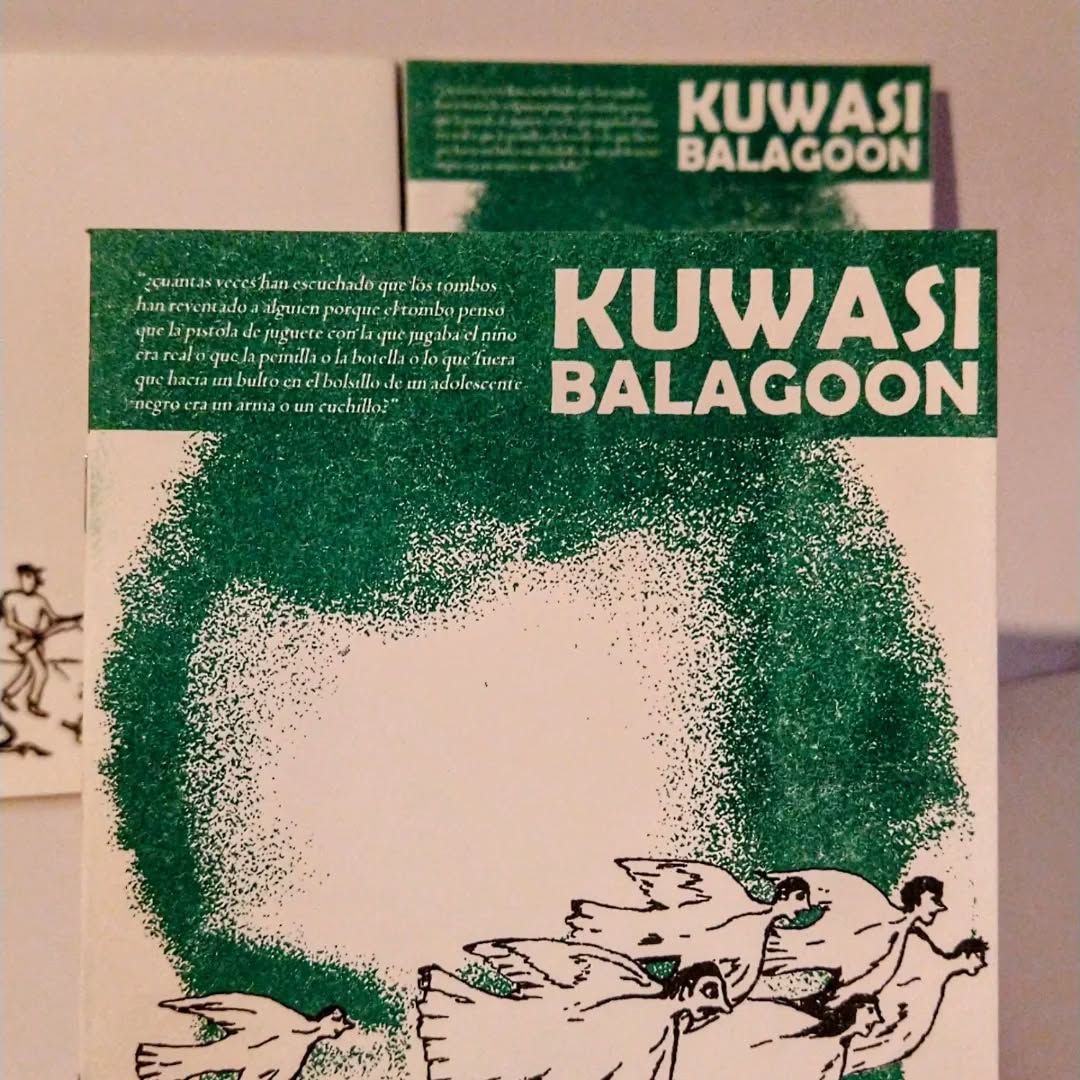 KUWASI
BALAGOON
"¿cuántas veces han escuchado que los tombos
han reventado a alguien porque el tombo pensó
que la pistola de juguete con la que jugaba el niño
era real o que la peinilla o la botella o lo que fuera
que hacía un bulto en el bolsillo de un adolescente
negro era un arma o un cuchillo?"
KUWASI
BALAGOON